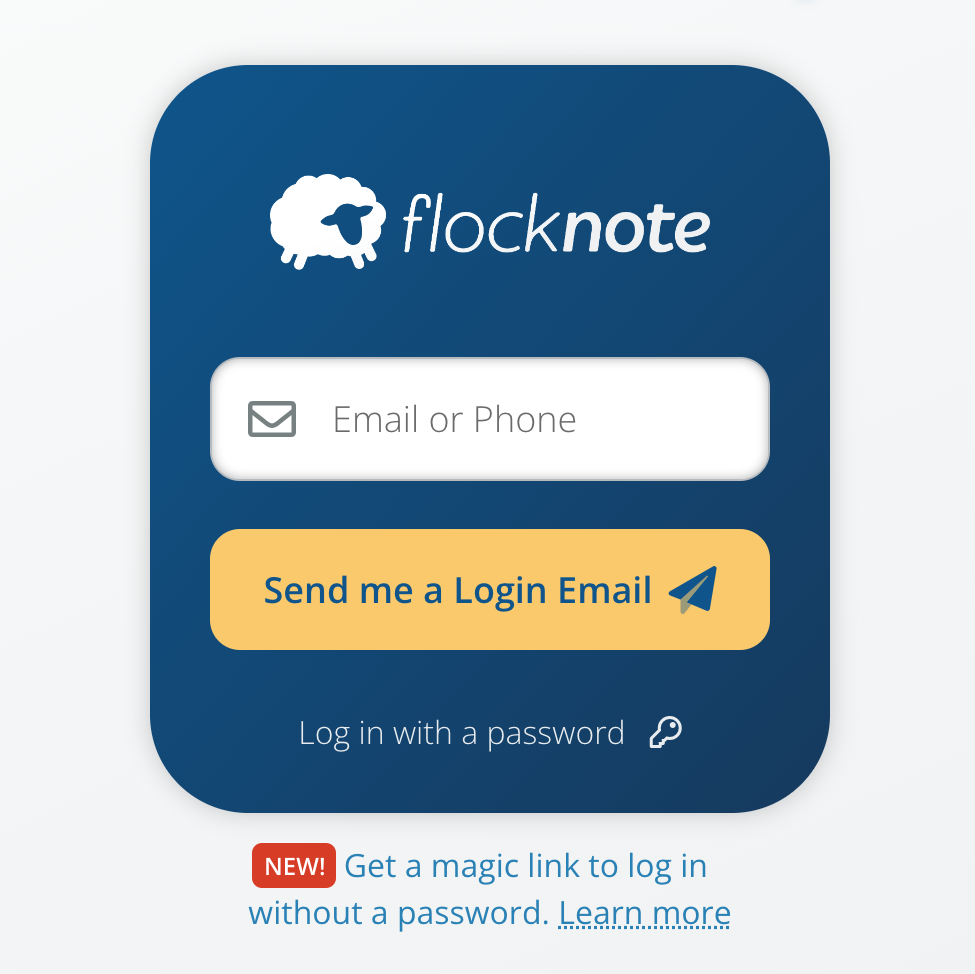 flocknote
Email or Phone
Send me a Login Email
Log in with a password
NEW! Get a magic link to log in
without a password. Learn more